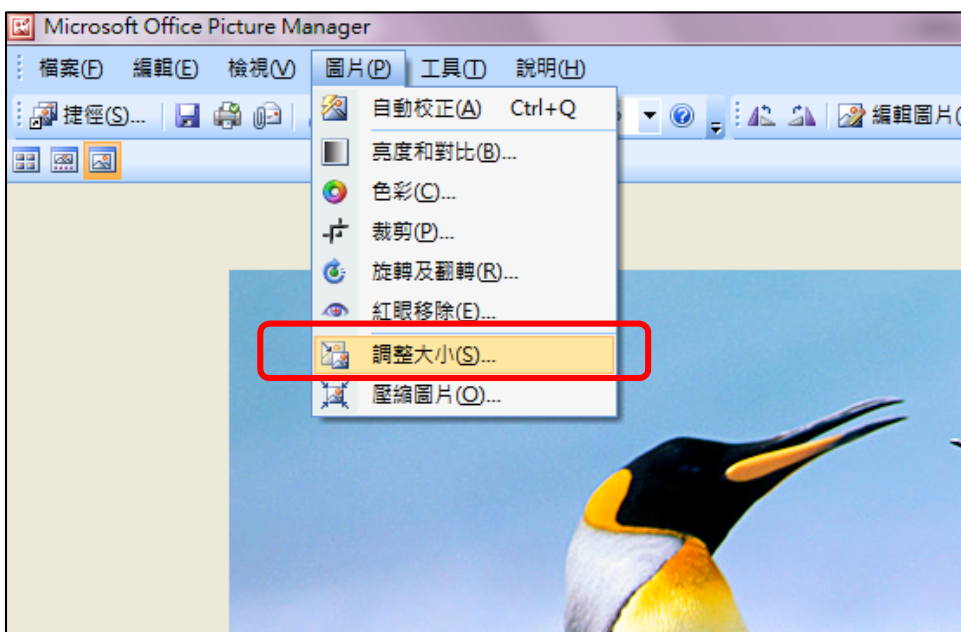 Microsoft Office Picture Manager
檔案(F) 編輯(E) 檢視(V) 圖片(P) 工具(T) 說明(H)
捷徑(S)... 編輯圖片(
自動校正(A) Ctrl+Q
亮度和對比(B)...
色彩(C)...
裁剪(P)...
旋轉及翻轉(R)...
紅眼移除(E)...
調整大小(S)...
壓縮圖片(O)...